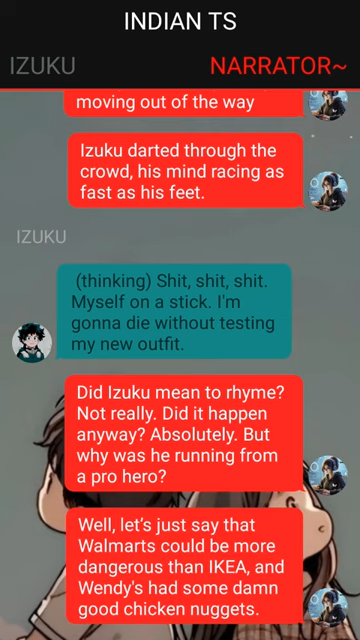 INDIAN TS
IZUKU
NARRATOR~
moving out of the way
Izuku darted through the
crowd, his mind racing as
fast as his feet.
IZUKU
(thinking) Shit, shit, shit.
Myself on a stick. I'm
gonna die without testing
my new outfit.
Did Izuku mean to rhyme?
Not really. Did it happen
anyway? Absolutely. But
why was he running from
a pro hero?
Well, let's just say that
Walmarts could be more
dangerous than IKEA, and
Wendy's had some damn
good chicken nuggets.